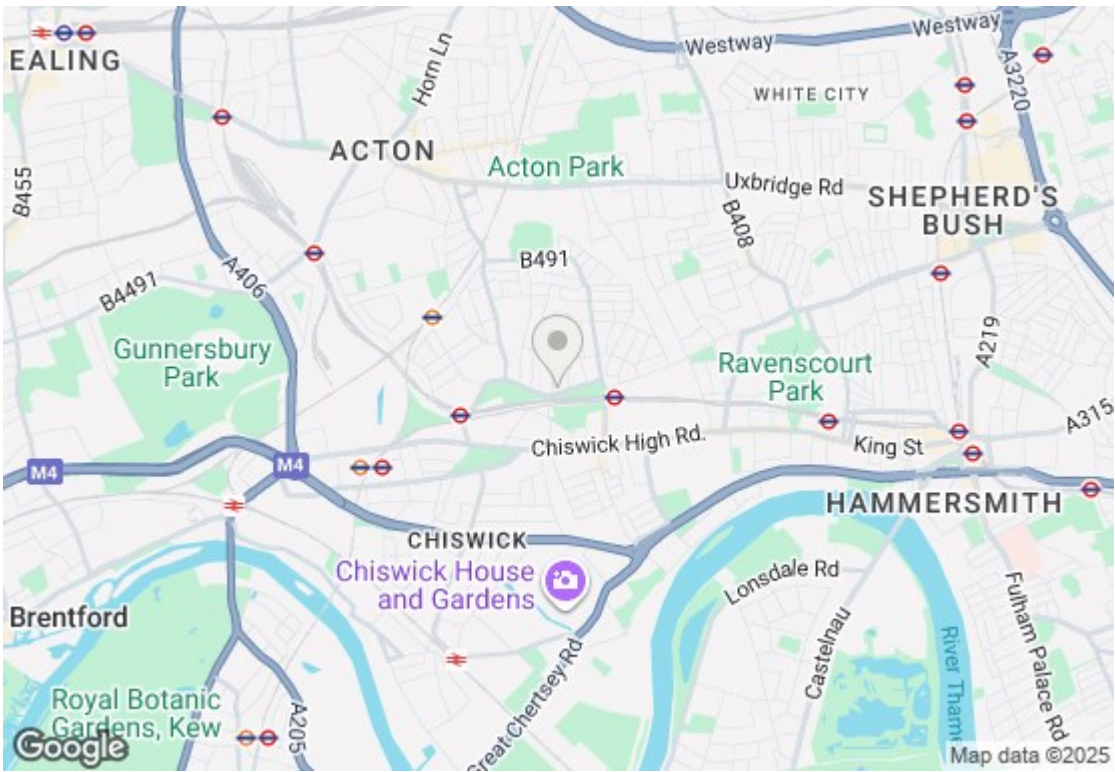 Westway
Westway
EALING
Horn Ln
A3220
WHITE CITY
ACTON
Acton Park
Uxbridge Rd
B455
SHEPHERD'S
BUSH
B408
B491
A406
B4491
A219
Gunnersbury
Park
Ravenscourt
Park
A315
Chiswick High Rd.
King St
M4
M4
HAMMERSMITH
CHISWICK
Chiswick House
and Gardens
Lonsdale Rd
Brentford
Fulham Palace Rd
Castelnau
River Thame
Great Chertsey Rd
Royal Botanic
Gardens, Kew
A205
Google
Map data ©2025